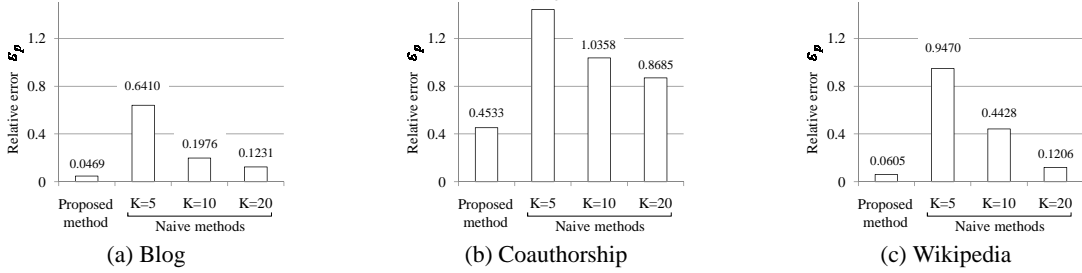 1.2
0.8
0.4
0
Relative error ε_p
0.0469
0.6410
0.1976
0.1231
Proposed method
K=5
K=10
K=20
Naive methods
(a) Blog
1.2
0.8
0.4
0
Relative error ε_p
0.4533
1.0358
0.8685
Proposed method
K=5
K=10
K=20
Naive methods
(b) Coauthorship
1.2
0.8
0.4
0
Relative error ε_p
0.0605
0.9470
0.4428
0.1206
Proposed method
K=5
K=10
K=20
Naive methods
(c) Wikipedia